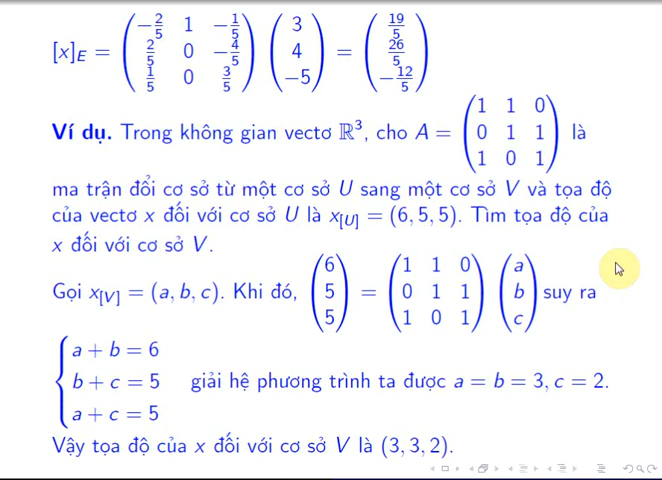 [x]_E = \begin{pmatrix} -\frac{2}{5} & 1 & -\frac{1}{5} \\ \frac{2}{5} & 0 & -\frac{4}{5} \\ \frac{1}{5} & 0 & \frac{3}{5} \end{pmatrix} \begin{pmatrix} 3 \\ 4 \\ -5 \end{pmatrix} = \begin{pmatrix} \frac{19}{5} \\ \frac{26}{5} \\ -\frac{12}{5} \end{pmatrix}
Ví dụ. Trong không gian vectơ ℝ³, cho A = \begin{pmatrix} 1 & 1 & 0 \\ 0 & 1 & 1 \\ 1 & 0 & 1 \end{pmatrix} là
ma trận đổi cơ sở từ một cơ sở U sang một cơ sở V và tọa độ
của vectơ x đối với cơ sở U là x_{[U]} = (6, 5, 5). Tìm tọa độ của
x đối với cơ sở V.
Gọi x_{[V]} = (a, b, c). Khi đó, \begin{pmatrix} 6 \\ 5 \\ 5 \end{pmatrix} = \begin{pmatrix} 1 & 1 & 0 \\ 0 & 1 & 1 \\ 1 & 0 & 1 \end{pmatrix} \begin{pmatrix} a \\ b \\ c \end{pmatrix} suy ra
a + b = 6
b + c = 5 giải hệ phương trình ta được a = b = 3, c = 2.
a + c = 5
Vậy tọa độ của x đối với cơ sở V là (3, 3, 2).